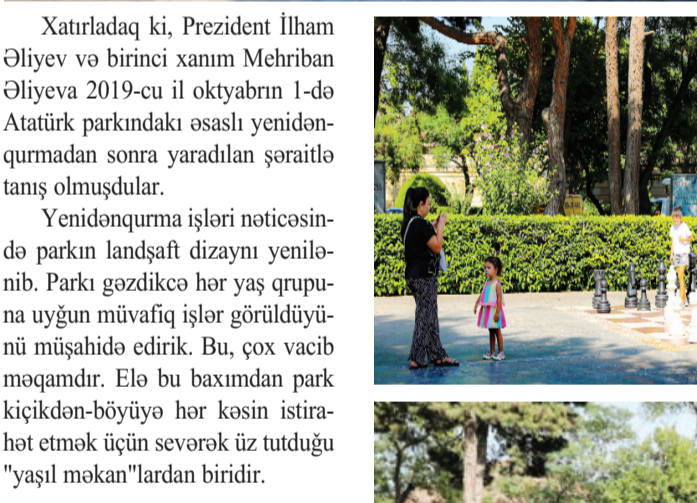 Xatırladaq ki, Prezident İlham
Əliyev və birinci xanım Mehriban
Əliyeva 2019-cu il oktyabrın 1-də
Atatürk parkındakı əsaslı yenidən-
qurmadan sonra yaradılan şəraitlə
tanış olmuşdular.
Yenidənqurma işləri nəticəsin-
də parkın landşaft dizaynı yenilə-
nib. Parkı gəzdikcə hər yaş qrupu-
na uyğun müvafiq işlər görüldüyü-
nü müşahidə edirik. Bu, çox vacib
məqamdır. Elə bu baxımdan park
kiçikdən-böyüyə hər kəsin istira-
hət etmək üçün sevərək üz tutduğu
"yaşıl məkan"lardan biridir.